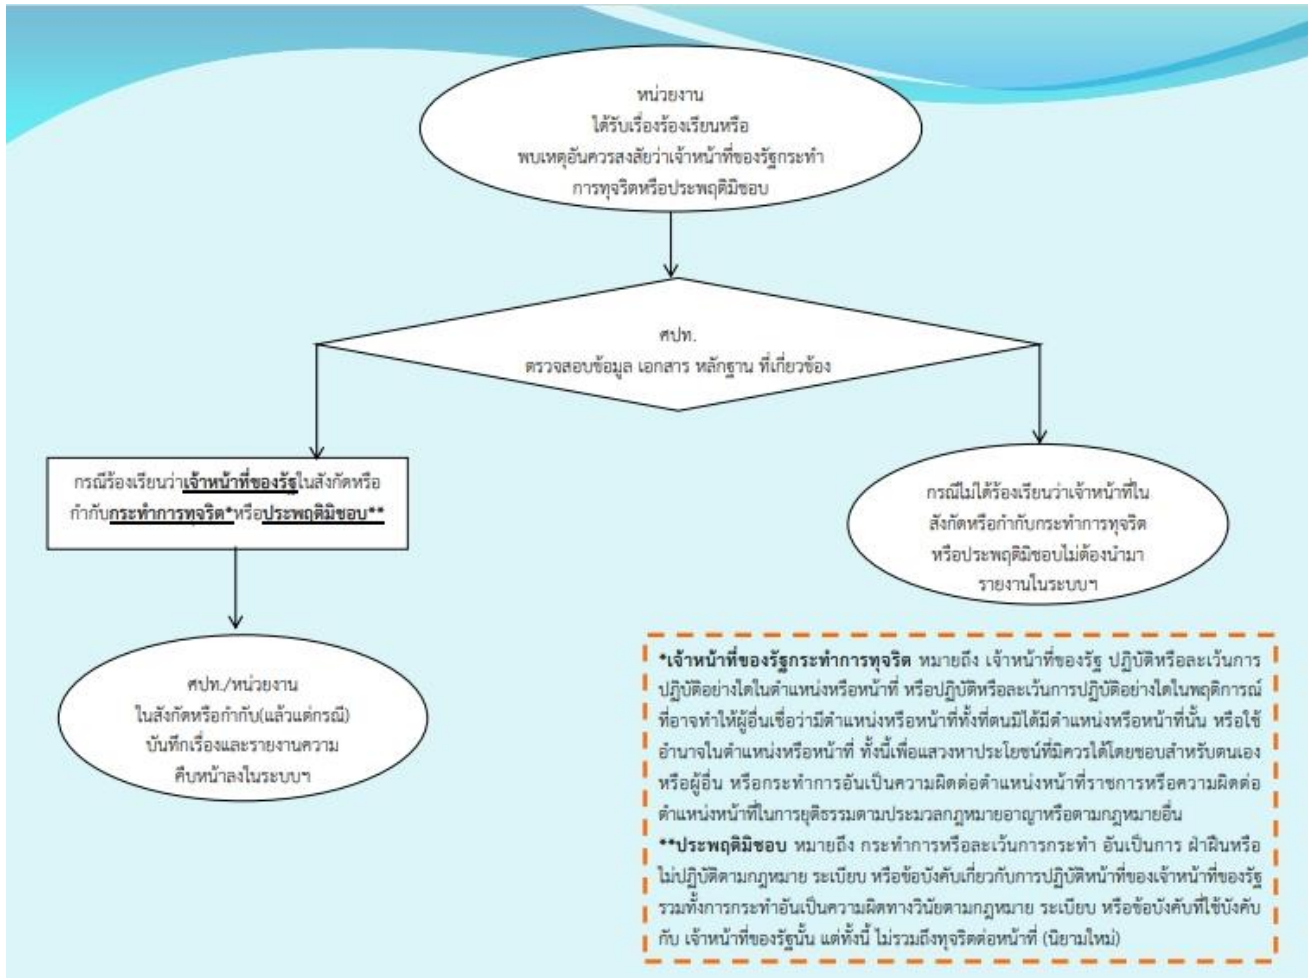 หน่วยงาน
ได้รับเรื่องร้องเรียนหรือ
พบเหตุอันควรสงสัยว่าเจ้าหน้าที่ของรัฐกระทำ
การทุจริตหรือประพฤติมิชอบ
ศปท.
ตรวจสอบข้อมูล เอกสาร หลักฐาน ที่เกี่ยวข้อง
กรณีร้องเรียนว่าเจ้าหน้าที่ของรัฐในสังกัดหรือ
กำกับกระทำการทุจริต*หรือประพฤติมิชอบ**
กรณีไม่ได้ร้องเรียนว่าเจ้าหน้าที่ใน
สังกัดหรือกำกับกระทำการทุจริต
หรือประพฤติมิชอบไม่ต้องนำมา
รายงานในระบบฯ
ศปท./หน่วยงาน
ในสังกัดหรือกำกับ(แล้วแต่กรณี)
บันทึกเรื่องและรายงานความ
คืบหน้าลงในระบบฯ
*เจ้าหน้าที่ของรัฐกระทำการทุจริต หมายถึง เจ้าหน้าที่ของรัฐ ปฏิบัติหรือละเว้นการ
ปฏิบัติอย่างใดในตำแหน่งหรือหน้าที่ หรือปฏิบัติหรือละเว้นการปฏิบัติอย่างใดในพฤติการณ์
ที่อาจทำให้ผู้อื่นเชื่อว่ามีตำแหน่งหรือหน้าที่ทั้งที่ตนมิได้มีตำแหน่งหรือหน้าที่นั้น หรือใช้
อำนาจในตำแหน่งหรือหน้าที่ ทั้งนี้เพื่อแสวงหาประโยชน์ที่มิควรได้โดยชอบสำหรับตนเอง
หรือผู้อื่น หรือกระทำการอันเป็นความผิดต่อตำแหน่งหน้าที่ราชการหรือความผิดต่อ
ตำแหน่งหน้าที่ในการยุติธรรมตามประมวลกฎหมายอาญาหรือตามกฎหมายอื่น
**ประพฤติมิชอบ หมายถึง กระทำการหรือละเว้นการกระทำ อันเป็นการ ฝ่าฝืนหรือ
ไม่ปฏิบัติตามกฎหมาย ระเบียบ หรือข้อบังคับเกี่ยวกับการปฏิบัติหน้าที่ของเจ้าหน้าที่ของรัฐ
รวมทั้งการกระทำอันเป็นความผิดทางวินัยตามกฎหมาย ระเบียบ หรือข้อบังคับที่ใช้บังคับ
กับ เจ้าหน้าที่ของรัฐนั้น แต่ทั้งนี้ ไม่รวมถึงทุจริตต่อหน้าที่ (นิยามใหม่)